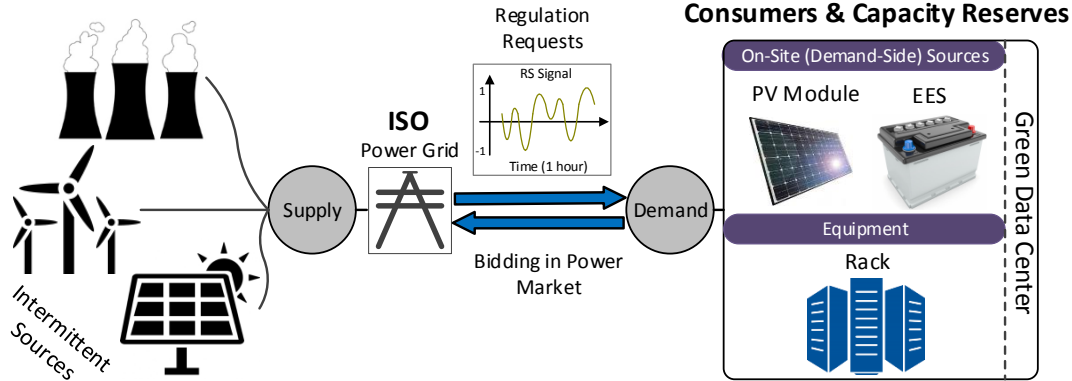 Consumers & Capacity Reserves
Regulation
Requests
RS Signal
1
-1
Time (1 hour)
ISO
Power Grid
Supply
Demand
Bidding in Power
Market
Intermittent
Sources
On-Site (Demand-Side) Sources
PV Module
EES
Equipment
Rack
Green Data Center